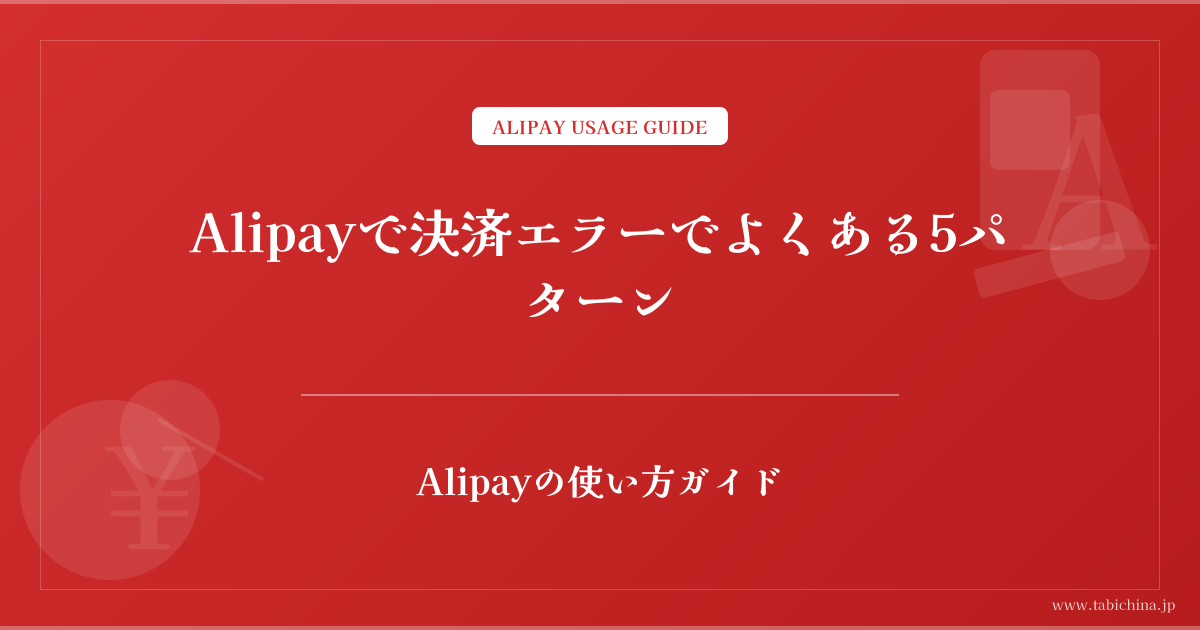 ALIPAY USAGE GUIDE
Alipayで決済エラーでよくある5パ
ターン
Alipayの使い方ガイド
A
¥
www.tabichina.jp